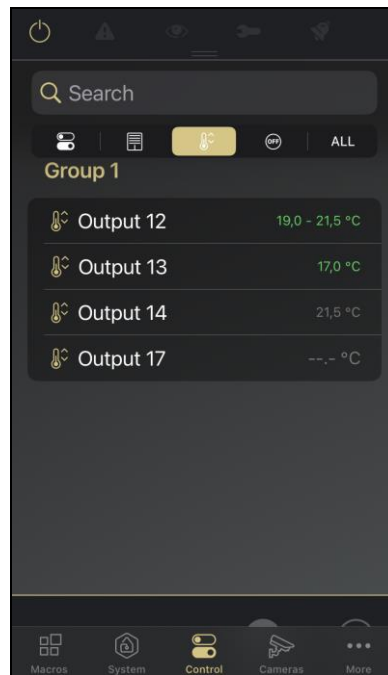 Search
OFF ALL
Group 1
Output 12 19,0 - 21,5 °C
Output 13 17,0 °C
Output 14 21,5 °C
Output 17 --.- °C
Macros System Control Cameras More